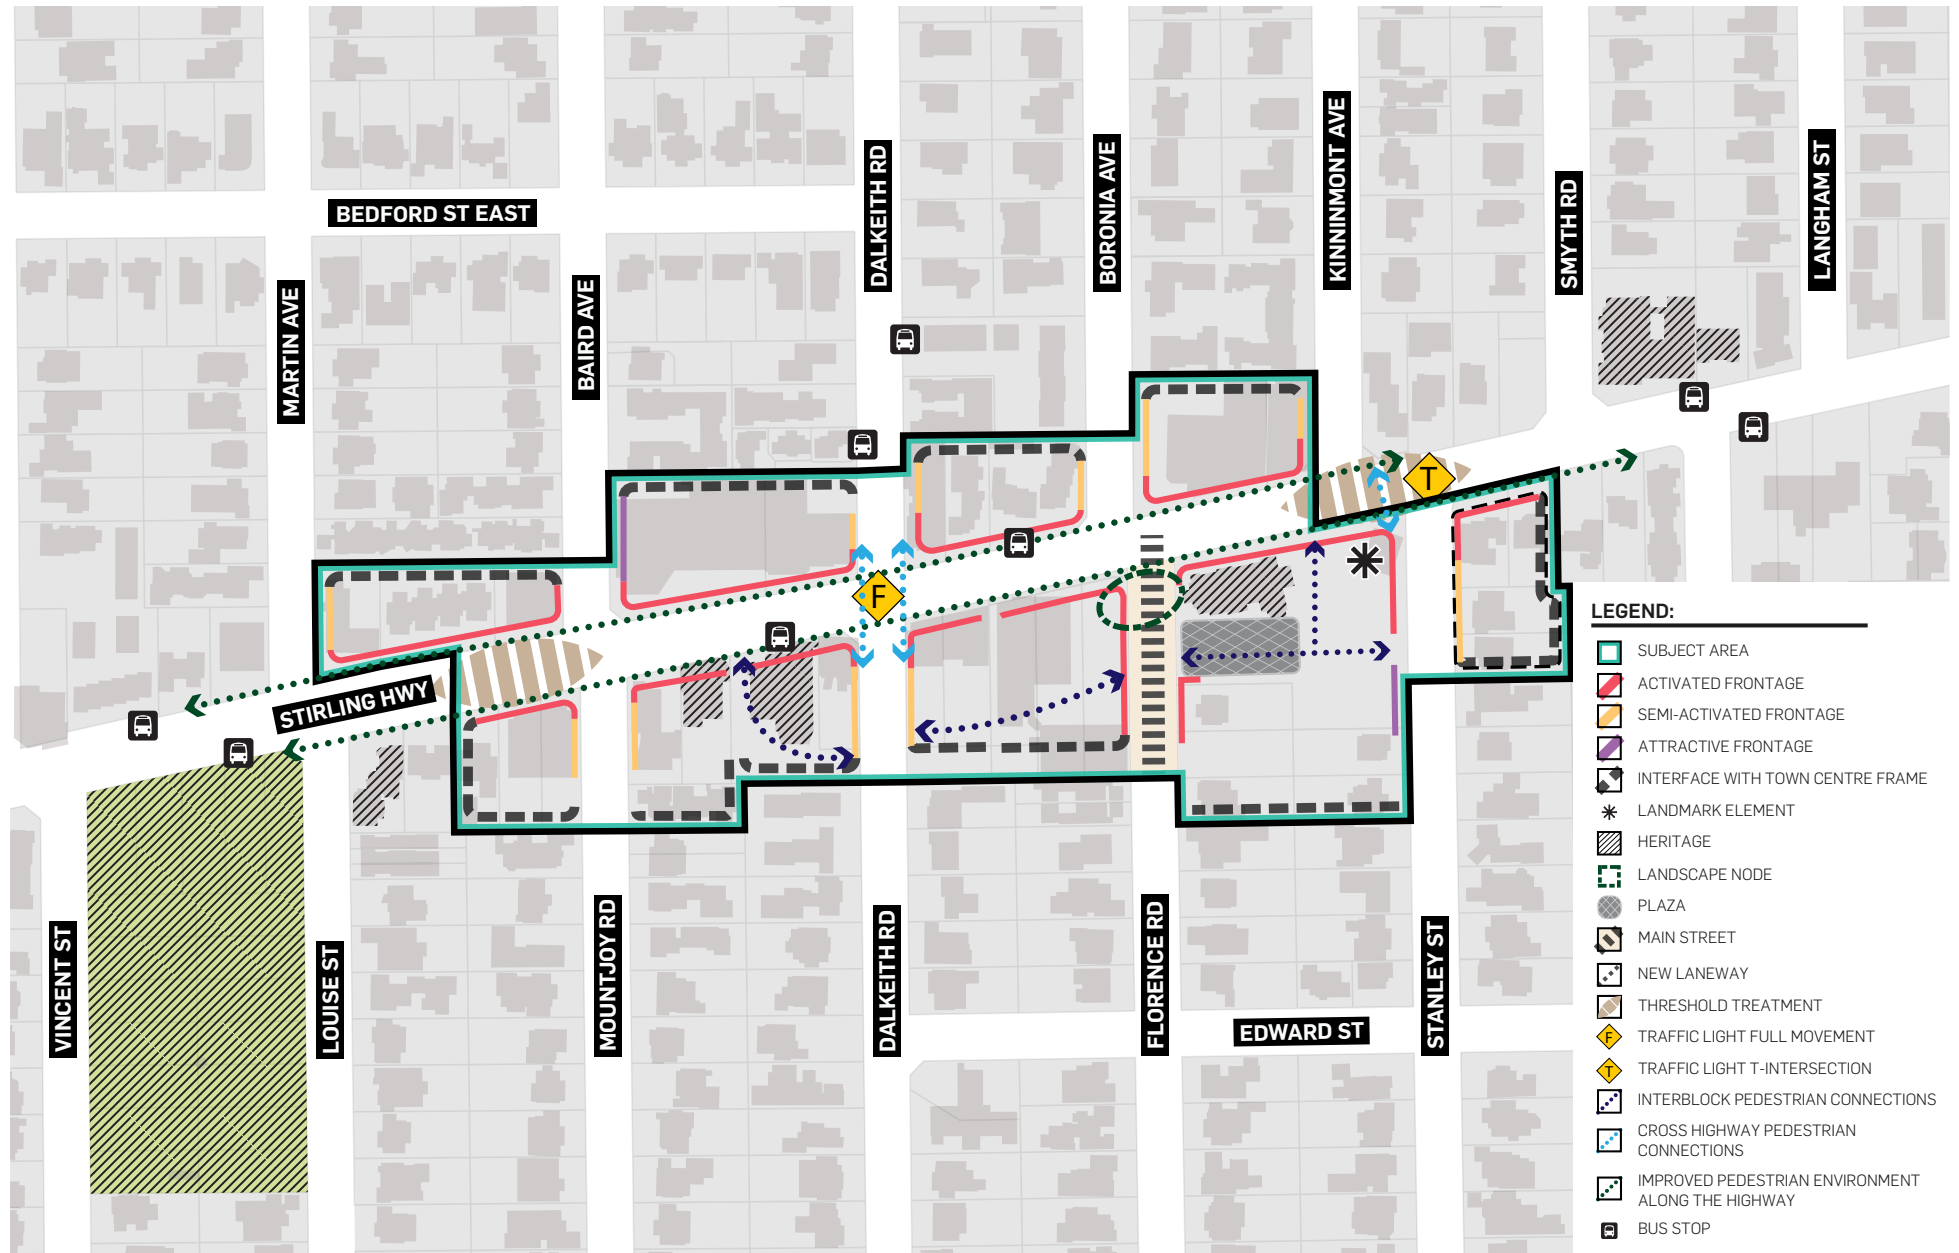 BEDFORD ST EAST
MARTIN AVE
BAIRD AVE
DALKEITH RD
BORONIA AVE
KINNINMONT AVE
SMYTH RD
LANGHAM ST
STIRLING HWY
F
T
VINCENT ST
LOUISE ST
MOUNTJOY RD
DALKEITH RD
FLORENCE RD
EDWARD ST
STANLEY ST
LEGEND:
SUBJECT AREA
ACTIVATED FRONTAGE
SEMI-ACTIVATED FRONTAGE
ATTRACTIVE FRONTAGE
INTERFACE WITH TOWN CENTRE FRAME
LANDMARK ELEMENT
HERITAGE
LANDSCAPE NODE
PLAZA
MAIN STREET
NEW LANEWAY
THRESHOLD TREATMENT
F TRAFFIC LIGHT FULL MOVEMENT
T TRAFFIC LIGHT T-INTERSECTION
INTERBLOCK PEDESTRIAN CONNECTIONS
CROSS HIGHWAY PEDESTRIAN
CONNECTIONS
IMPROVED PEDESTRIAN ENVIRONMENT
ALONG THE HIGHWAY
BUS STOP